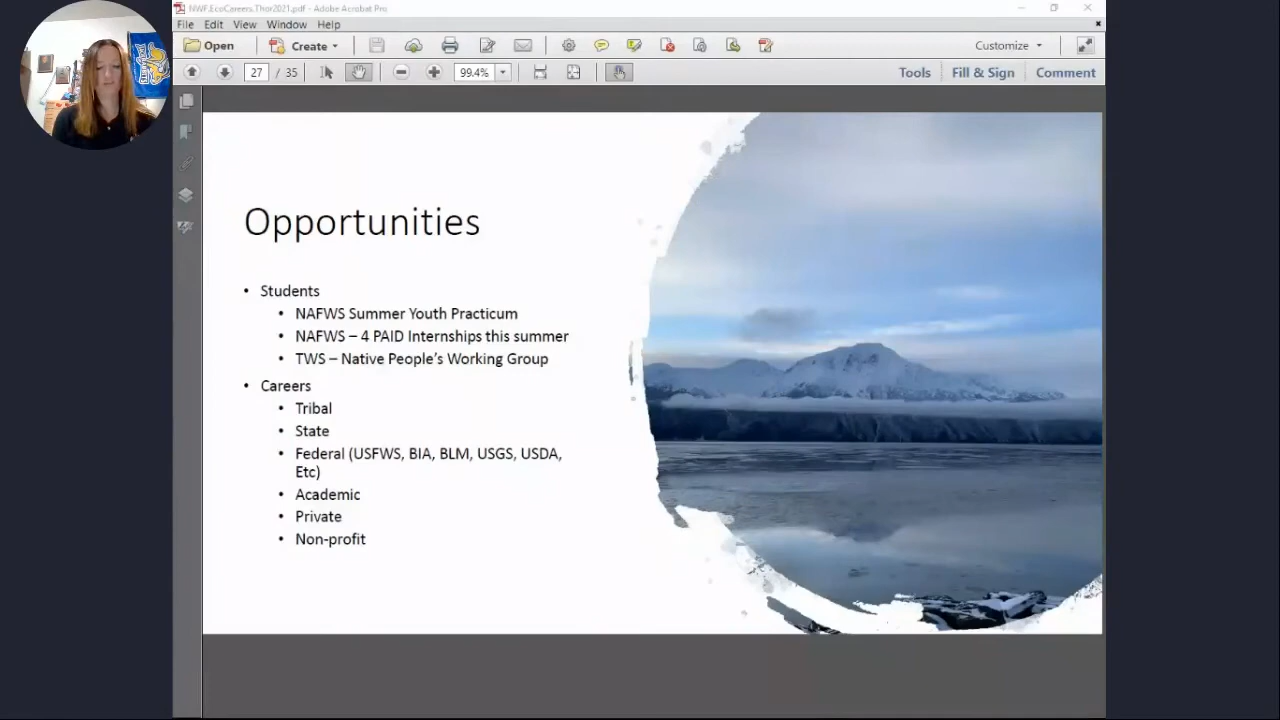 NWF.EcoCareers.Thor2021.pdf - Adobe Acrobat Pro
File Edit View Window Help
Open Create Customize
27 / 35 99.4% Tools Fill & Sign Comment
Opportunities
• Students
• NAFWS Summer Youth Practicum
• NAFWS – 4 PAID Internships this summer
• TWS – Native People's Working Group
• Careers
• Tribal
• State
• Federal (USFWS, BIA, BLM, USGS, USDA,
Etc)
• Academic
• Private
• Non-profit